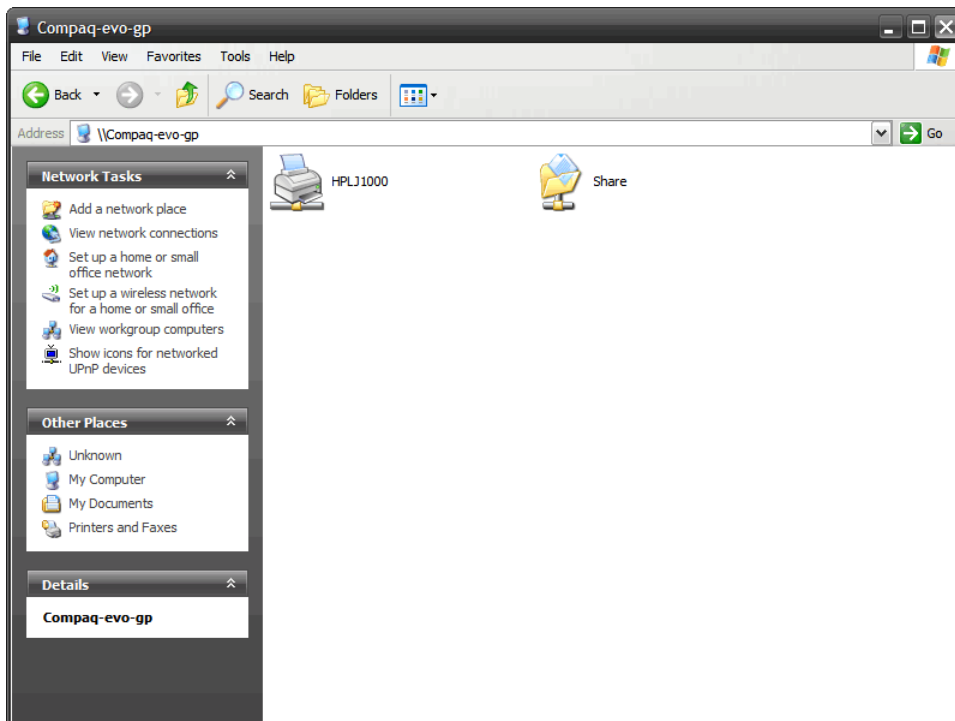 Compaq-evo-gp
File Edit View Favorites Tools Help
Back Search Folders
Address \\Compaq-evo-gp Go
Network Tasks
Add a network place
View network connections
Set up a home or small
office network
Set up a wireless network
for a home or small office
View workgroup computers
Show icons for networked
UPnP devices
Other Places
Unknown
My Computer
My Documents
Printers and Faxes
Details
Compaq-evo-gp
HPLJ1000
Share